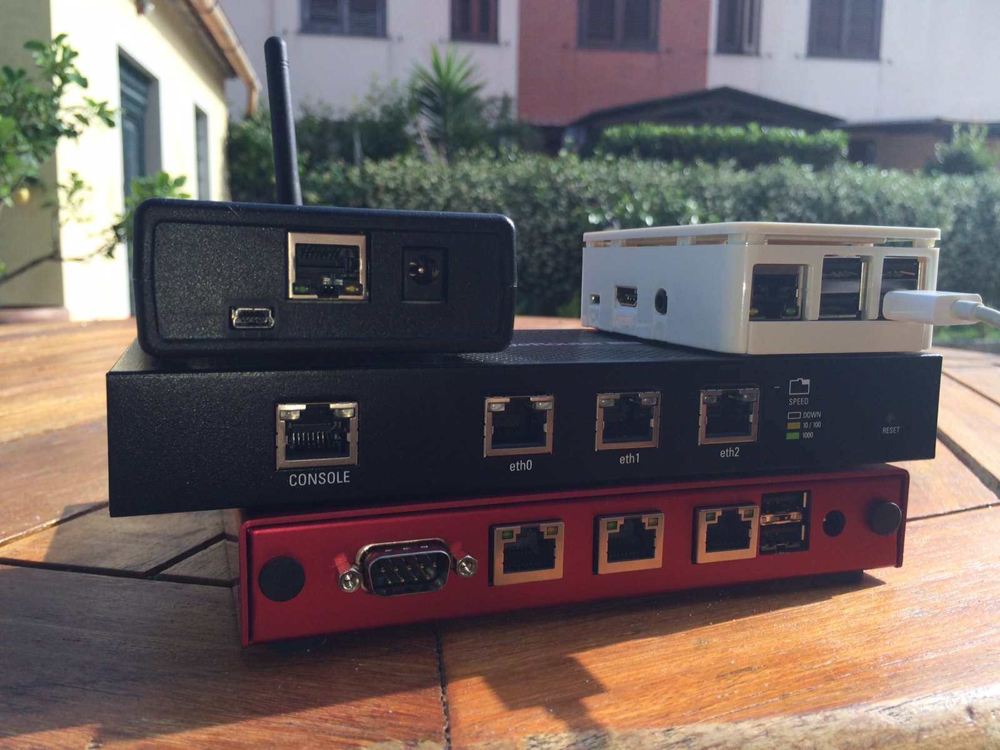 CONSOLE
eth0
eth1
eth2
SPEED
DOWN
10 / 100
1000
RESET